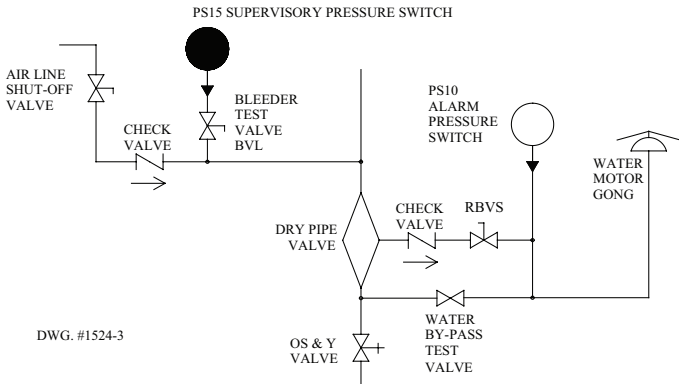 PS15 SUPERVISORY PRESSURE SWITCH
AIR LINE
SHUT-OFF
VALVE
BLEEDER
TEST
VALVE
BVL
CHECK
VALVE
PS10
ALARM
PRESSURE
SWITCH
WATER
MOTOR
GONG
DRY PIPE
VALVE
CHECK
VALVE
RBVS
WATER
BY-PASS
TEST
VALVE
OS & Y
VALVE
DWG. #1524-3